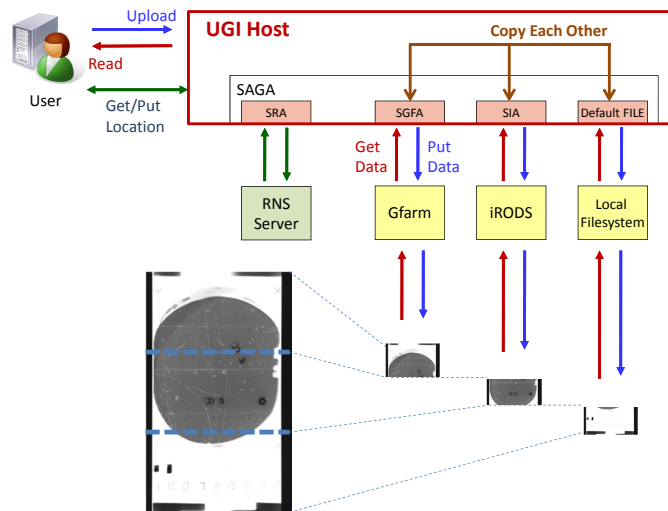 Upload
Read
User
Get/Put
Location
UGI Host
Copy Each Other
SAGA
SRA
SGFA
SIA
Default FILE
Get
Data
Put
Data
RNS
Server
Gfarm
iRODS
Local
Filesystem